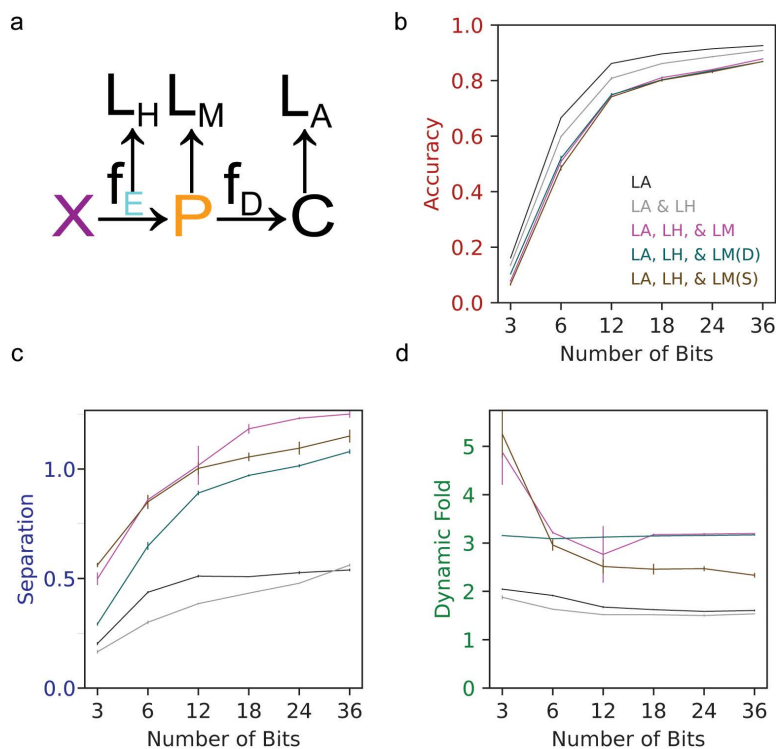 a
L_H L_M L_A
f_E f_D
X P C
b
Accuracy
1.0
0.8
0.6
0.4
0.2
0.0
LA
LA & LH
LA, LH, & LM
LA, LH, & LM(D)
LA, LH, & LM(S)
3 6 12 18 24 36
Number of Bits
c
Separation
1.0
0.5
0.0
3 6 12 18 24 36
Number of Bits
d
Dynamic Fold
5
4
3
2
1
0
3 6 12 18 24 36
Number of Bits